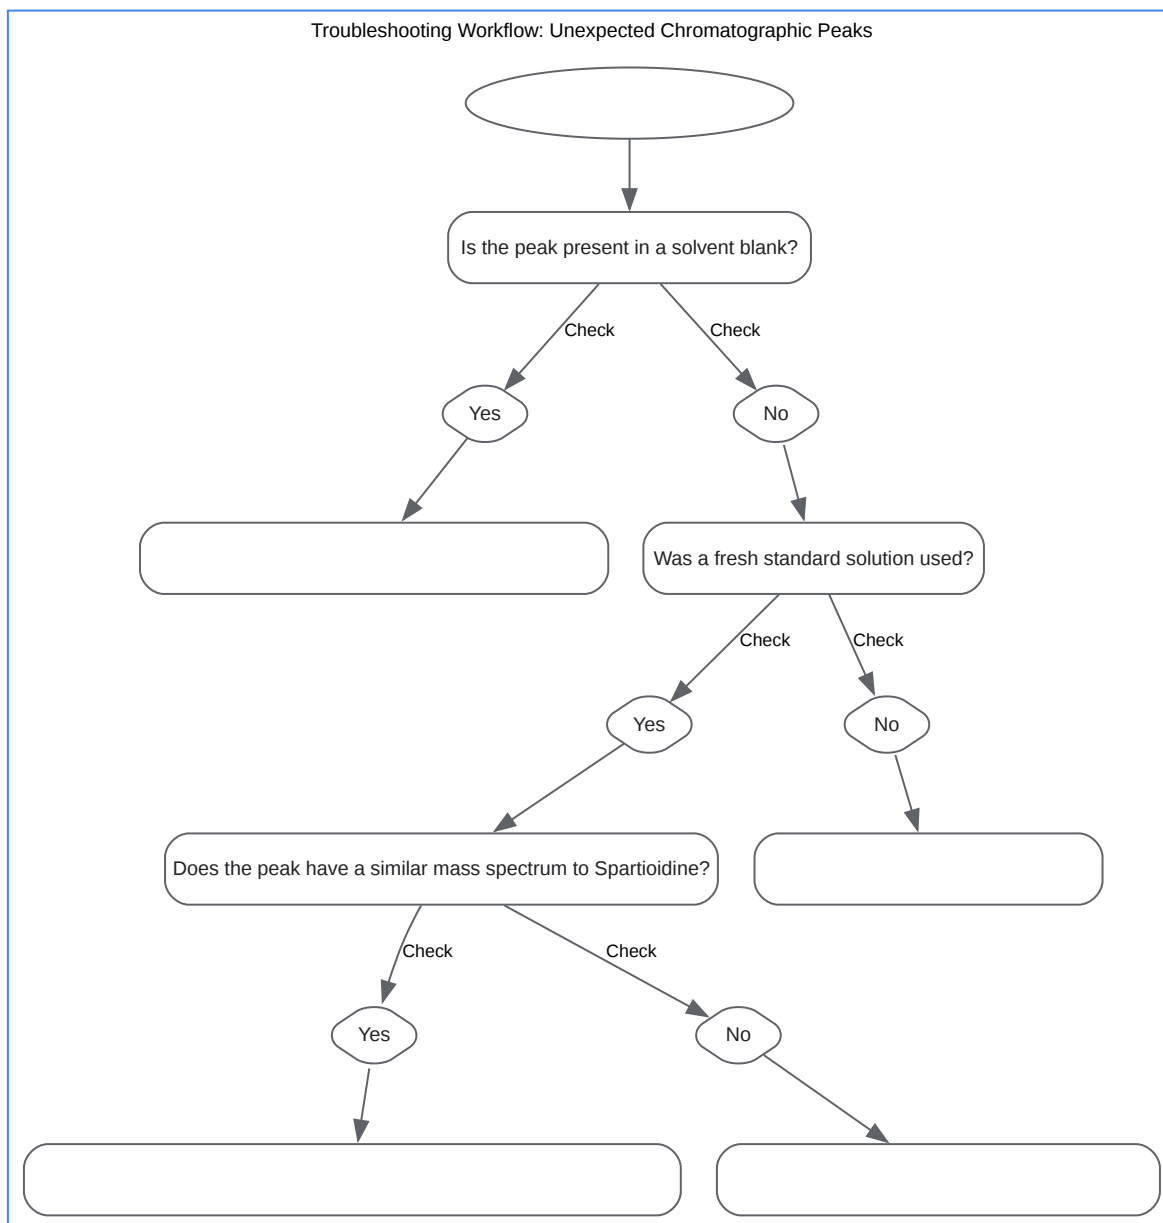 Troubleshooting Workflow: Unexpected Chromatographic Peaks
Is the peak present in a solvent blank?
Check
Check
Yes
No
Was a fresh standard solution used?
Check
Check
Yes
No
Does the peak have a similar mass spectrum to Spartioidine?
Check
Check
Yes
No